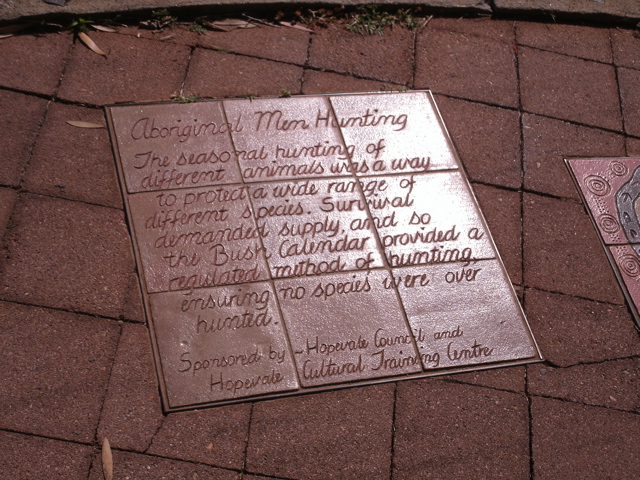 Aboriginal Men Hunting
The seasonal hunting of
different animals was a way
to protect a wide range of
different species. Survival
demanded supply, and so
the Bush Calendar provided a
regulated method of hunting,
ensuring no species were over
hunted.
Sponsored by ~ Hopevale Council and
Hopevale Cultural Training Centre